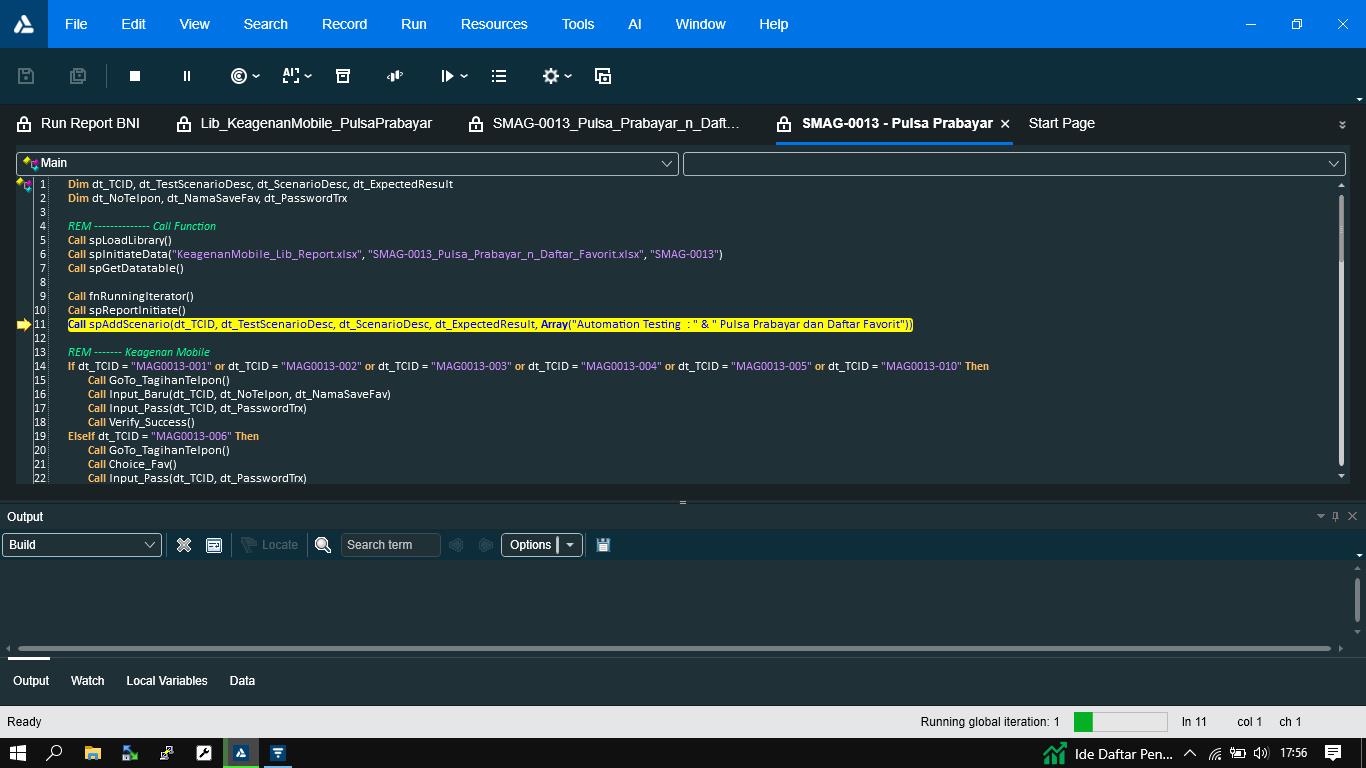 File Edit View Search Record Run Resources Tools AI Window Help
Run Report BNI Lib_KeagenanMobile_PulsaPrabayar SMAG-0013_Pulsa_Prabayar_n_Daft... SMAG-0013 - Pulsa Prabayar Start Page
Main
1 Dim dt_TCID, dt_TestScenarioDesc, dt_ScenarioDesc, dt_ExpectedResult
2 Dim dt_NoTelpon, dt_NamaSaveFav, dt_PasswordTrx
3
4 REM -------------- Call Function
5 Call spLoadLibrary()
6 Call spInitiateData("KeagenanMobile_Lib_Report.xlsx", "SMAG-0013_Pulsa_Prabayar_n_Daftar_Favorit.xlsx", "SMAG-0013")
7 Call spGetDatatable()
8
9 Call fnRunningIterator()
10 Call spReportInitiate()
11 Call spAddScenario(dt_TCID, dt_TestScenarioDesc, dt_ScenarioDesc, dt_ExpectedResult, Array("Automation Testing  : " & " Pulsa Prabayar dan Daftar Favorit"))
12
13 REM ------- Keagenan Mobile
14 If dt_TCID = "MAG0013-001" or dt_TCID = "MAG0013-002" or dt_TCID = "MAG0013-003" or dt_TCID = "MAG0013-004" or dt_TCID = "MAG0013-005" or dt_TCID = "MAG0013-010" Then
15 Call GoTo_TagihanTelpon()
16 Call Input_Baru(dt_TCID, dt_NoTelpon, dt_NamaSaveFav)
17 Call Input_Pass(dt_TCID, dt_PasswordTrx)
18 Call Verify_Success()
19 ElseIf dt_TCID = "MAG0013-006" Then
20 Call GoTo_TagihanTelpon()
21 Call Choice_Fav()
22 Call Input_Pass(dt_TCID, dt_PasswordTrx)
Output
Build Locate Search term Options
Output Watch Local Variables Data
Ready Running global iteration: 1 ln 11 col 1 ch 1
Ide Daftar Pen... 17:56